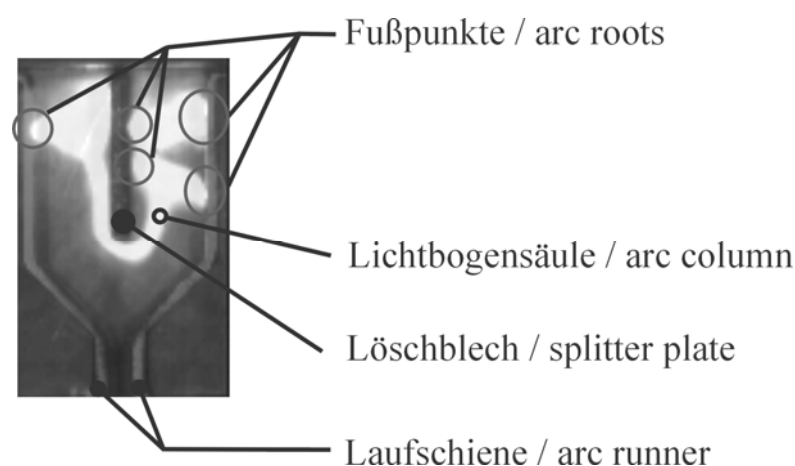 Fußpunkte / arc roots
Lichtbogensäule / arc column
Löschblech / splitter plate
Laufschiene / arc runner